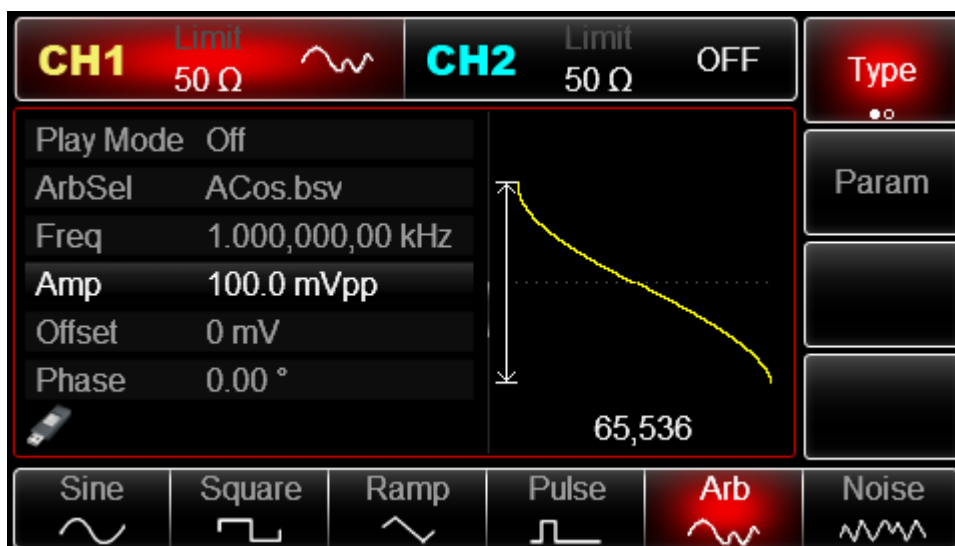 CH1 Limit 50 Ω
CH2 Limit 50 Ω OFF
Type
Play Mode Off
ArbSel ACos.bsv
Freq 1.000,000,00 kHz
Amp 100.0 mVpp
Offset 0 mV
Phase 0.00 °
65,536
Param
Sine Square Ramp Pulse Arb Noise